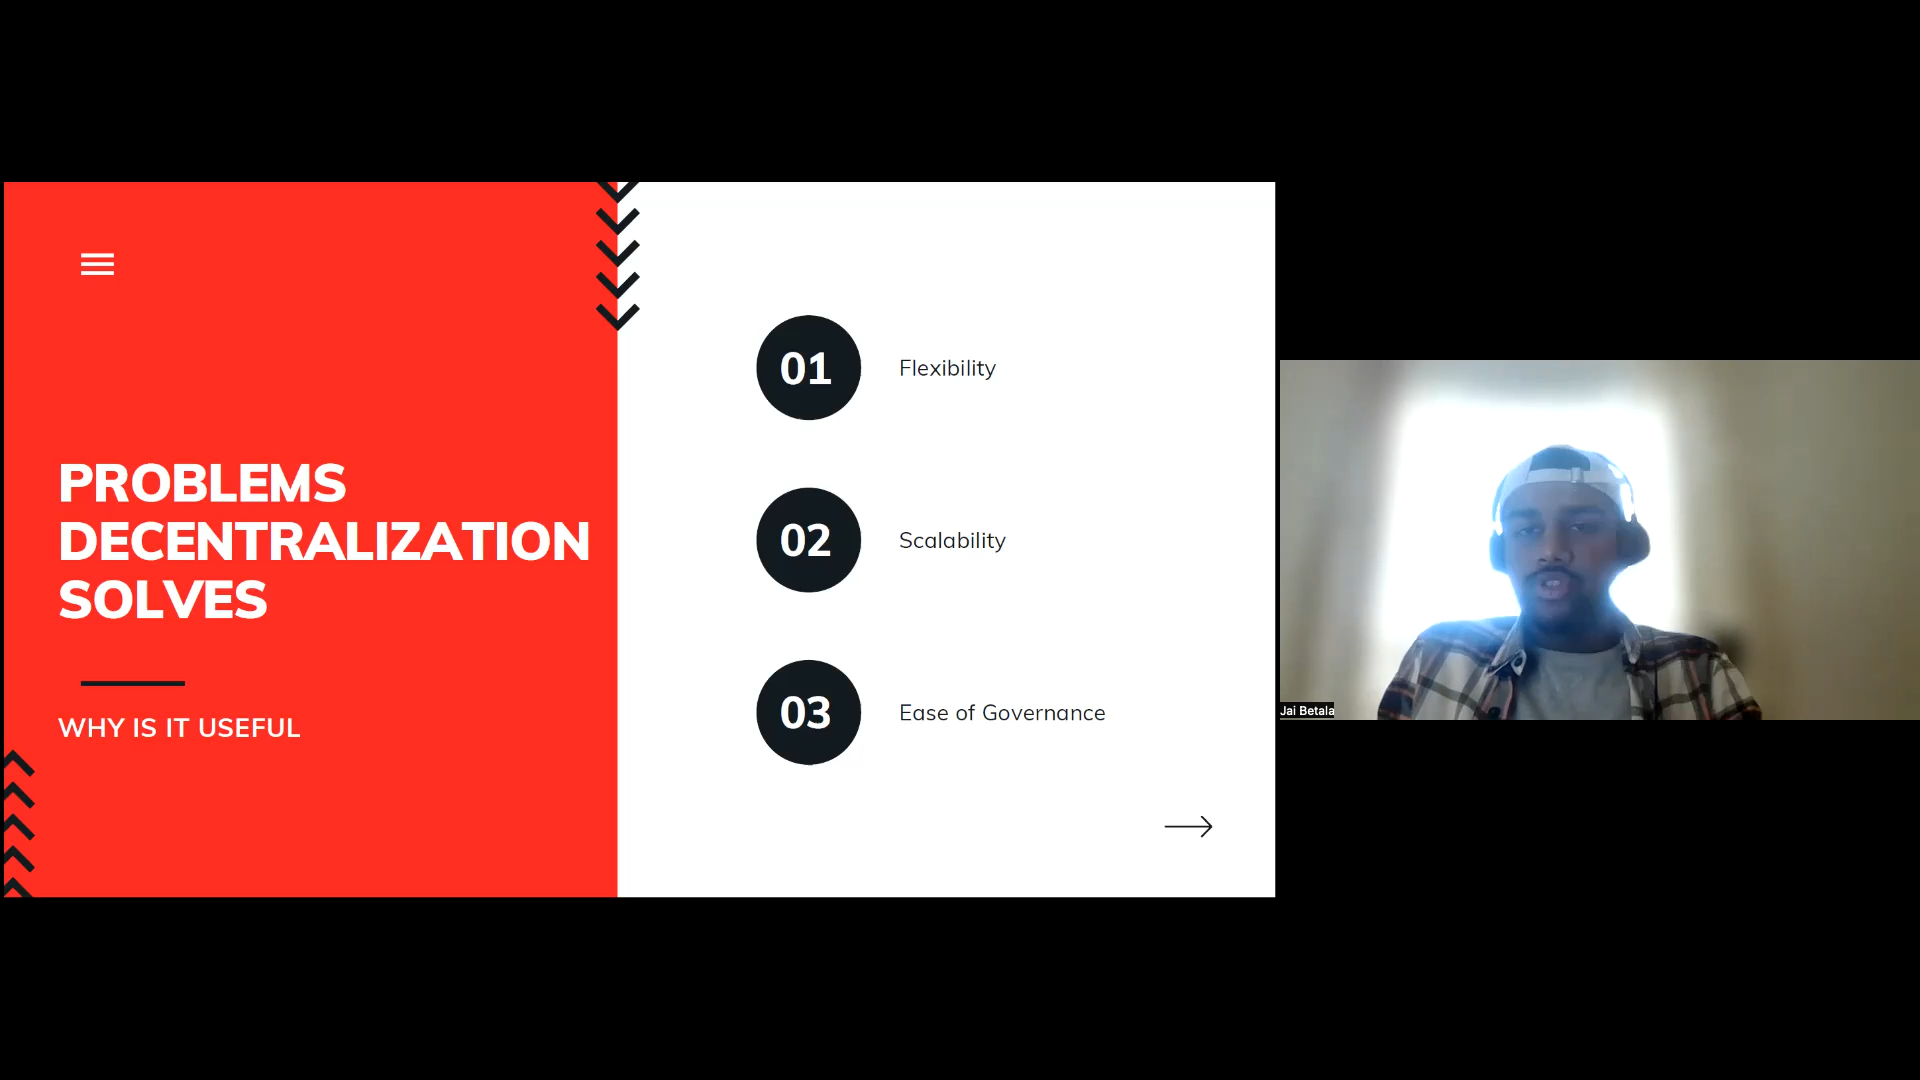 PROBLEMS
DECENTRALIZATION
SOLVES
WHY IS IT USEFUL
01
Flexibility
02
Scalability
03
Ease of Governance
Jai Betala